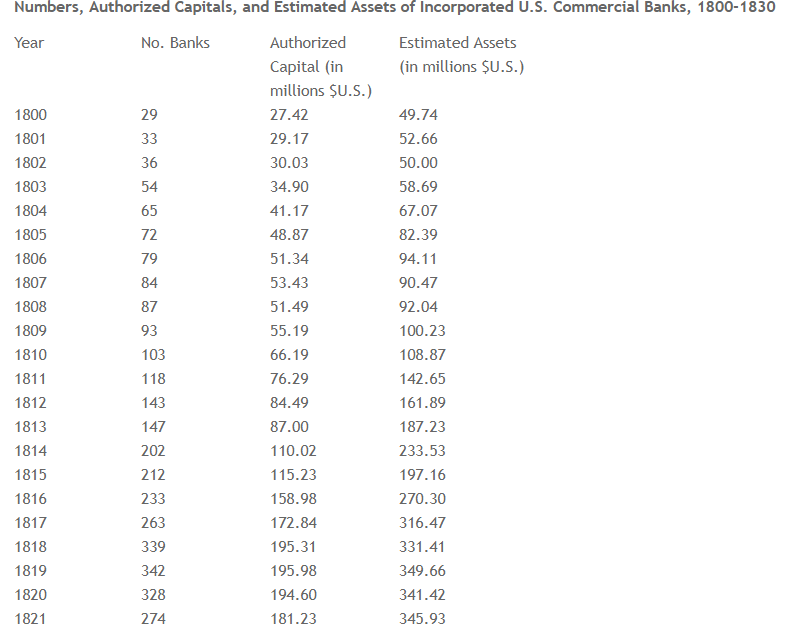 Numbers, Authorized Capitals, and Estimated Assets of Incorporated U.S. Commercial Banks, 1800-1830
Year No. Banks Authorized Estimated Assets
Capital (in (in millions $U.S.)
millions $U.S.)
1800 29 27.42 49.74
1801 33 29.17 52.66
1802 36 30.03 50.00
1803 54 34.90 58.69
1804 65 41.17 67.07
1805 72 48.87 82.39
1806 79 51.34 94.11
1807 84 53.43 90.47
1808 87 51.49 92.04
1809 93 55.19 100.23
1810 103 66.19 108.87
1811 118 76.29 142.65
1812 143 84.49 161.89
1813 147 87.00 187.23
1814 202 110.02 233.53
1815 212 115.23 197.16
1816 233 158.98 270.30
1817 263 172.84 316.47
1818 339 195.31 331.41
1819 342 195.98 349.66
1820 328 194.60 341.42
1821 274 181.23 345.93